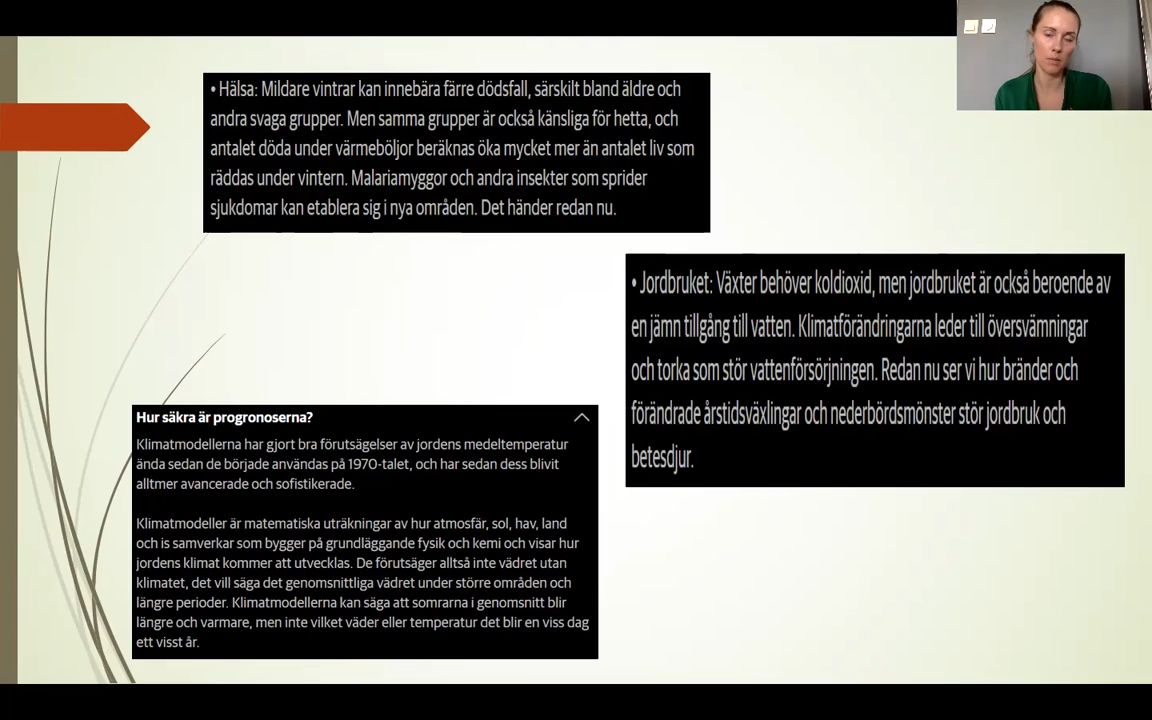 • Hälsa: Mildare vintrar kan innebära färre dödsfall, särskilt bland äldre och
andra svaga grupper. Men samma grupper är också känsliga för hetta, och
antalet döda under värmeböljor beräknas öka mycket mer än antalet liv som
räddas under vintern. Malariamyggor och andra insekter som sprider
sjukdomar kan etablera sig i nya områden. Det händer redan nu.
• Jordbruket: Växter behöver koldioxid, men jordbruket är också beroende av
en jämn tillgång till vatten. Klimatförändringarna leder till översvämningar
och torka som stör vattenförsörjningen. Redan nu ser vi hur bränder och
förändrade årstidsväxlingar och nederbördsmönster stör jordbruk och
betesdjur.
Hur säkra är progronoserna?
Klimatmodellerna har gjort bra förutsägelser av jordens medeltemperatur
ända sedan de började användas på 1970-talet, och har sedan dess blivit
alltmer avancerade och sofistikerade.
Klimatmodeller är matematiska uträkningar av hur atmosfär, sol, hav, land
och is samverkar som bygger på grundläggande fysik och kemi och visar hur
jordens klimat kommer att utvecklas. De förutsäger alltså inte vädret utan
klimatet, det vill säga det genomsnittliga vädret under större områden och
längre perioder. Klimatmodellerna kan säga att somrarna i genomsnitt blir
längre och varmare, men inte vilket väder eller temperatur det blir en viss dag
ett visst år.